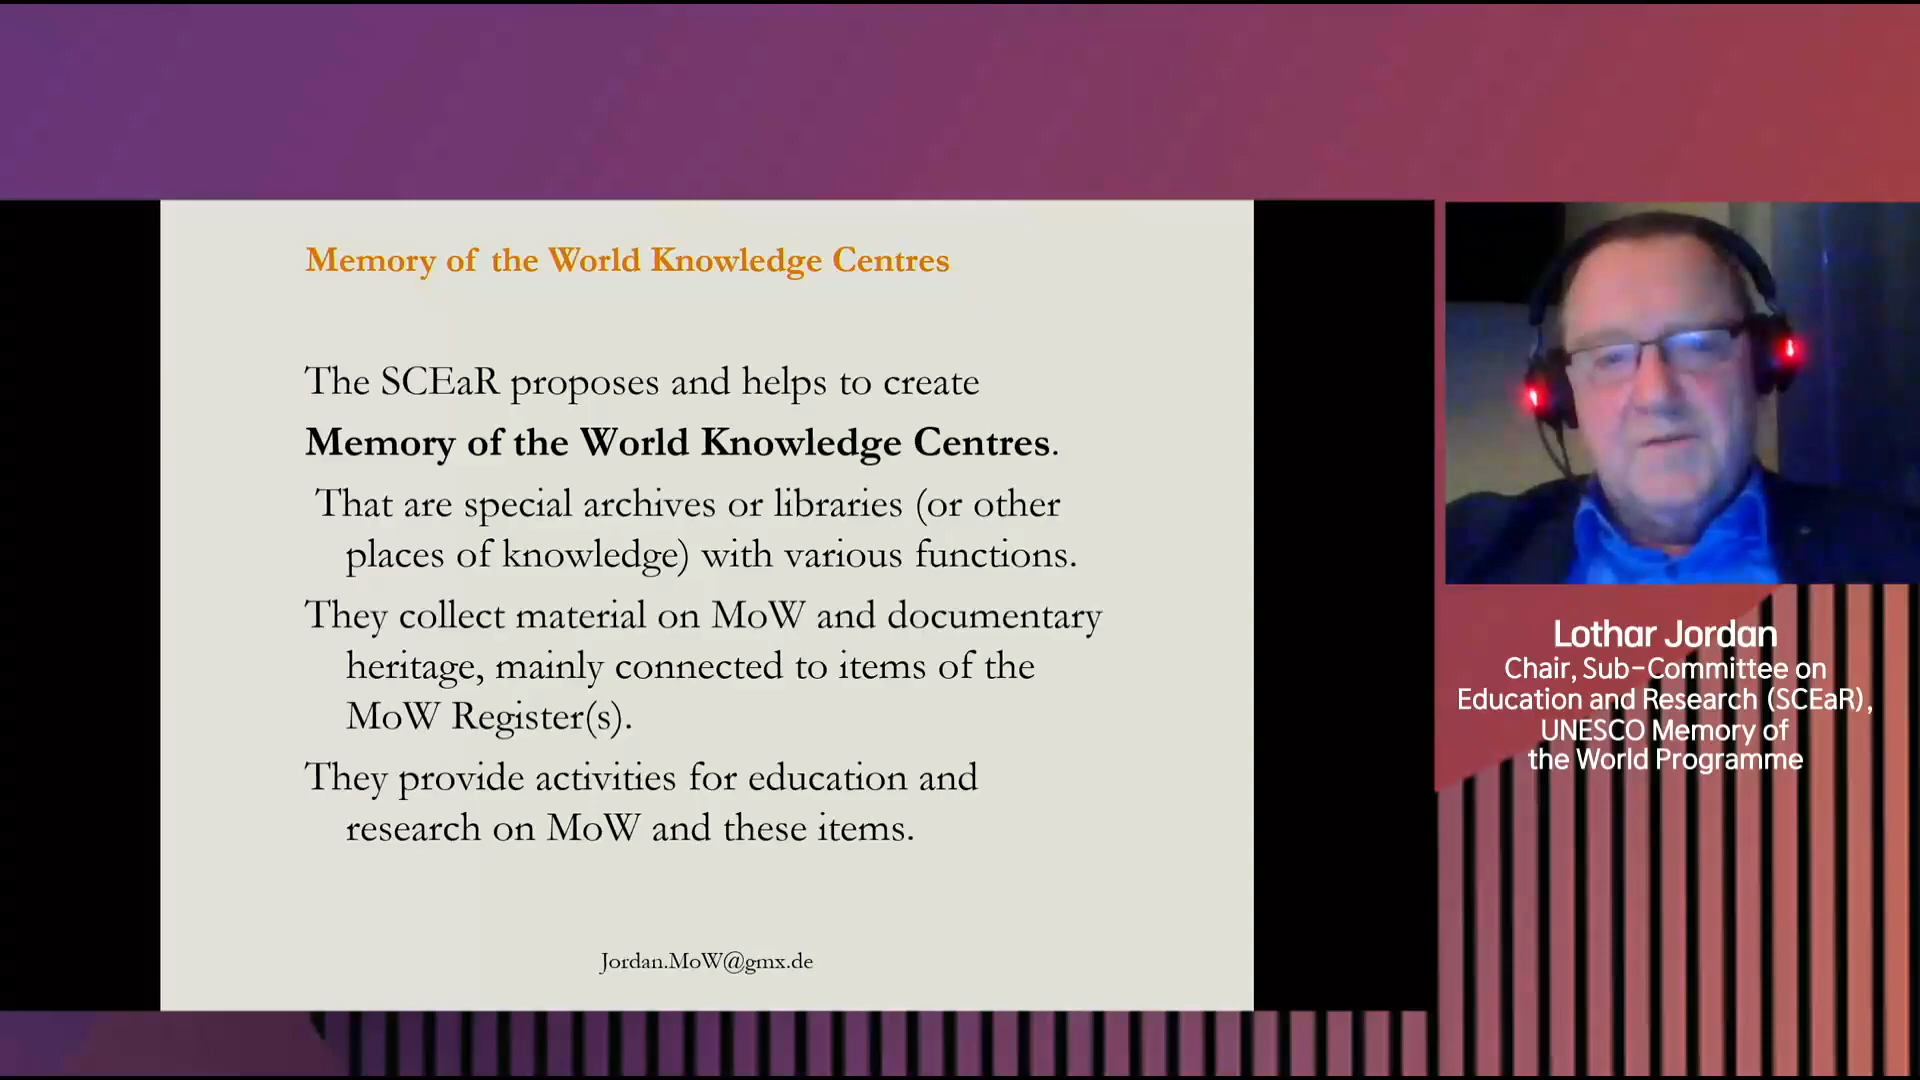 Memory of the World Knowledge Centres
The SCEaR proposes and helps to create
Memory of the World Knowledge Centres.
That are special archives or libraries (or other
places of knowledge) with various functions.
They collect material on MoW and documentary
heritage, mainly connected to items of the
MoW Register(s).
They provide activities for education and
research on MoW and these items.
Jordan.MoW@gmx.de
Lothar Jordan
Chair, Sub-Committee on
Education and Research (SCEaR),
UNESCO Memory of
the World Programme